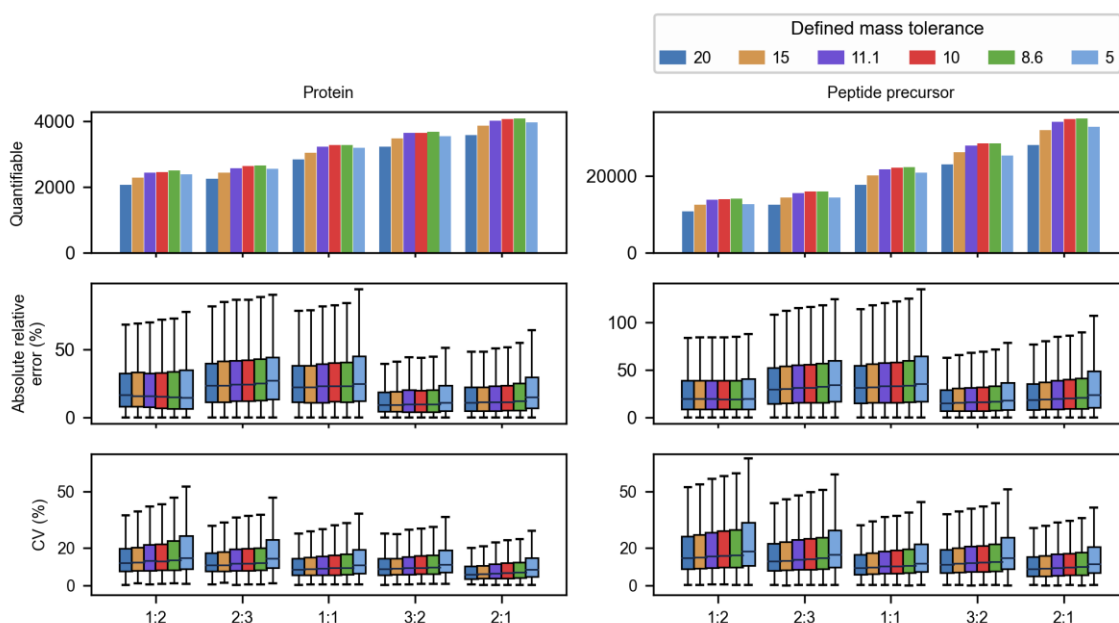 Defined mass tolerance
20 15 11.1 10 8.6 5
Protein
Peptide precursor
Quantifiable
4000
2000
0
20000
0
Absolute relative
error (%)
50
0
100
50
0
CV (%)
50
20
0
50
20
0
1:2 2:3 1:1 3:2 2:1
1:2 2:3 1:1 3:2 2:1